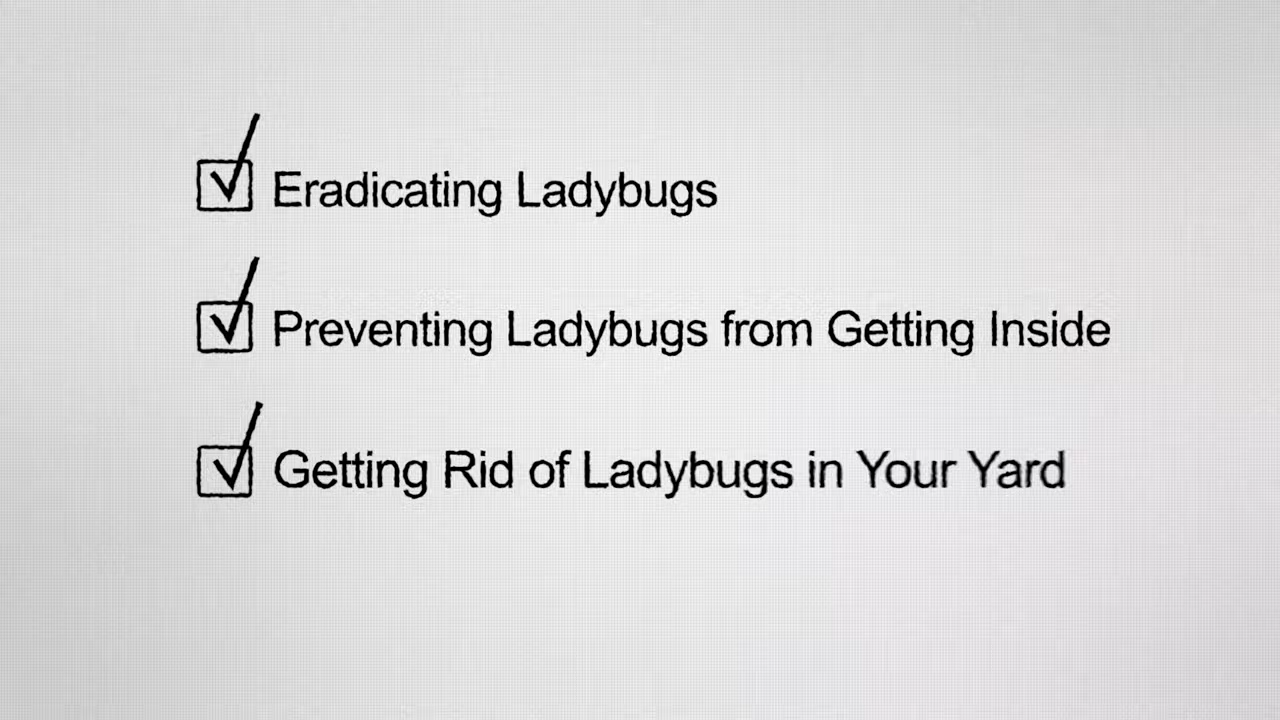 Eradicating Ladybugs
Preventing Ladybugs from Getting Inside
Getting Rid of Ladybugs in Your Yard